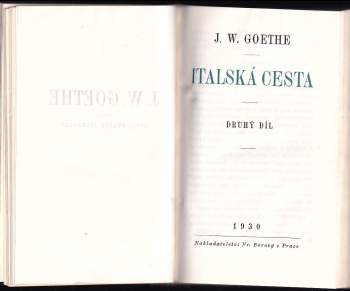 J. W. GOETHE
ITALSKÁ CESTA
DRUHÝ DÍL
1930
Nakladatelství Fr. Borový v Praze